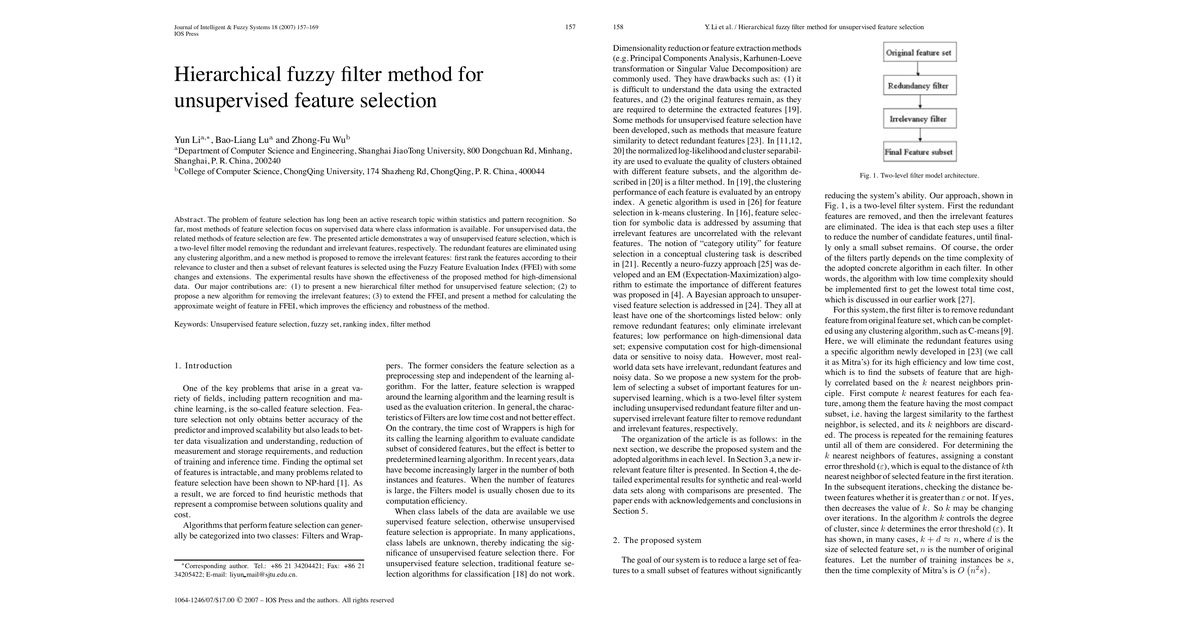 Journal of Intelligent & Fuzzy Systems 18 (2007) 157–169
157
IOS Press
Hierarchical fuzzy filter method for
unsupervised feature selection
Yun Liᵃ,*, Bao-Liang Luᵃ and Zhong-Fu Wuᵇ
ᵃDepartment of Computer Science and Engineering, Shanghai JiaoTong University, 800 Dongchuan Rd, Minhang,
Shanghai, P. R. China, 200240
ᵇCollege of Computer Science, ChongQing University, 174 Shazheng Rd, ChongQing, P. R. China, 400044
Abstract. The problem of feature selection has long been an active research topic within statistics and pattern recognition. So
far, most methods of feature selection focus on supervised data where class information is available. For unsupervised data, the
related methods of feature selection are few. The presented article demonstrates a way of unsupervised feature selection, which is
a two-level filter model removing the redundant and irrelevant features, respectively. The redundant features are eliminated using
any clustering algorithm, and a new method is proposed to remove the irrelevant features: first rank the features according to their
relevance to cluster and then a subset of relevant features is selected using the Fuzzy Feature Evaluation Index (FFEI) with some
changes and extensions. The experimental results have shown the effectiveness of the proposed method for high-dimensional
data. Our major contributions are: (1) to present a new hierarchical filter method for unsupervised feature selection; (2) to
propose a new algorithm for removing the irrelevant features; (3) to extend the FFEI, and present a method for calculating the
approximate weight of feature in FFEI, which improves the efficiency and robustness of the method.
Keywords: Unsupervised feature selection, fuzzy set, ranking index, filter method
1. Introduction
One of the key problems that arise in a great va-
riety of fields, including pattern recognition and ma-
chine learning, is the so-called feature selection. Fea-
ture selection not only obtains better accuracy of the
predictor and improved scalability but also leads to bet-
ter data visualization and understanding, reduction of
measurement and storage requirements, and reduction
of training and inference time. Finding the optimal set
of features is intractable, and many problems related to
feature selection have been shown to NP-hard [1]. As
a result, we are forced to find heuristic methods that
represent a compromise between solutions quality and
cost.
Algorithms that perform feature selection can gener-
ally be categorized into two classes: Filters and Wrap-
*Corresponding author. Tel.: +86 21 34204421; Fax: +86 21
34205422; E-mail: liyun_mail@sjtu.edu.cn.
pers. The former considers the feature selection as a
preprocessing step and independent of the learning al-
gorithm. For the latter, feature selection is wrapped
around the learning algorithm and the learning result is
used as the evaluation criterion. In general, the charac-
teristics of Filters are low time cost and not better effect.
On the contrary, the time cost of Wrappers is high for
its calling the learning algorithm to evaluate candidate
subset of considered features, but the effect is better to
predetermined learning algorithm. In recent years, data
have become increasingly larger in the number of both
instances and features. When the number of features
is large, the Filters model is usually chosen due to its
computation efficiency.
When class labels of the data are available we use
supervised feature selection, otherwise unsupervised
feature selection is appropriate. In many applications,
class labels are unknown, thereby indicating the sig-
nificance of unsupervised feature selection there. For
unsupervised feature selection, traditional feature se-
lection algorithms for classification [18] do not work.
1064-1246/07/$17.00 © 2007 – IOS Press and the authors. All rights reserved
158
Y. Li et al. / Hierarchical fuzzy filter method for unsupervised feature selection
Dimensionality reduction or feature extraction methods
(e.g. Principal Components Analysis, Karhunen-Loeve
transformation or Singular Value Decomposition) are
commonly used. They have drawbacks such as: (1) it
is difficult to understand the data using the extracted
features, and (2) the original features remain, as they
are required to determine the extracted features [19].
Some methods for unsupervised feature selection have
been developed, such as methods that measure feature
similarity to detect redundant features [23]. In [11,12,
20] the normalized log-likelihood and cluster separabil-
ity are used to evaluate the quality of clusters obtained
with different feature subsets, and the algorithm de-
scribed in [20] is a filter method. In [19], the clustering
performance of each feature is evaluated by an entropy
index. A genetic algorithm is used in [26] for feature
selection in k-means clustering. In [16], feature selec-
tion for symbolic data is addressed by assuming that
irrelevant features are uncorrelated with the relevant
features. The notion of “category utility” for feature
selection in a conceptual clustering task is described
in [21]. Recently a neuro-fuzzy approach [25] was de-
veloped and an EM (Expectation-Maximization) algo-
rithm to estimate the importance of different features
was proposed in [4]. A Bayesian approach to unsuper-
vised feature selection is addressed in [24]. They all at
least have one of the shortcomings listed below: only
remove redundant features; only eliminate irrelevant
features; low performance on high-dimensional data
set; expensive computation cost for high-dimensional
data or sensitive to noisy data. However, most real-
world data sets have irrelevant, redundant features and
noisy data. So we propose a new system for the prob-
lem of selecting a subset of important features for un-
supervised learning, which is a two-level filter system
including unsupervised redundant feature filter and un-
supervised irrelevant feature filter to remove redundant
and irrelevant features, respectively.
The organization of the article is as follows: in the
next section, we describe the proposed system and the
adopted algorithms in each level. In Section 3, a new ir-
relevant feature filter is presented. In Section 4, the de-
tailed experimental results for synthetic and real-world
data sets along with comparisons are presented. The
paper ends with acknowledgements and conclusions in
Section 5.
2. The proposed system
The goal of our system is to reduce a large set of fea-
tures to a small subset of features without significantly
Original feature set
Redundancy filter
Irrelevancy filter
Final Feature subset
Fig. 1. Two-level filter model architecture.
reducing the system’s ability. Our approach, shown in
Fig. 1, is a two-level filter system. First the redundant
features are removed, and then the irrelevant features
are eliminated. The idea is that each step uses a filter
to reduce the number of candidate features, until final-
ly only a small subset remains. Of course, the order
of the filters partly depends on the time complexity of
the adopted concrete algorithm in each filter. In other
words, the algorithm with low time complexity should
be implemented first to get the lowest total time cost,
which is discussed in our earlier work [27].
For this system, the first filter is to remove redundant
feature from original feature set, which can be complet-
ed using any clustering algorithm, such as C-means [9].
Here, we will eliminate the redundant features using
a specific algorithm newly developed in [23] (we call
it as Mitra’s) for its high efficiency and low time cost,
which is to find the subsets of feature that are high-
ly correlated based on the k nearest neighbors prin-
ciple. First compute k nearest features for each fea-
ture, among them the feature having the most compact
subset, i.e. having the largest similarity to the farthest
neighbor, is selected, and its k neighbors are discard-
ed. The process is repeated for the remaining features
until all of them are considered. For determining the
k nearest neighbors of features, assigning a constant
error threshold (ε), which is equal to the distance of kth
nearest neighbor of selected feature in the first iteration.
In the subsequent iterations, checking the distance be-
tween features whether it is greater than ε or not. If yes,
then decreases the value of k. So k may be changing
over iterations. In the algorithm k controls the degree
of cluster, since k determines the error threshold (ε). It
has shown, in many cases, k + d ≈ n, where d is the
size of selected feature set, n is the number of original
features. Let the number of training instances be s,
then the time complexity of Mitra’s is O (n²s).